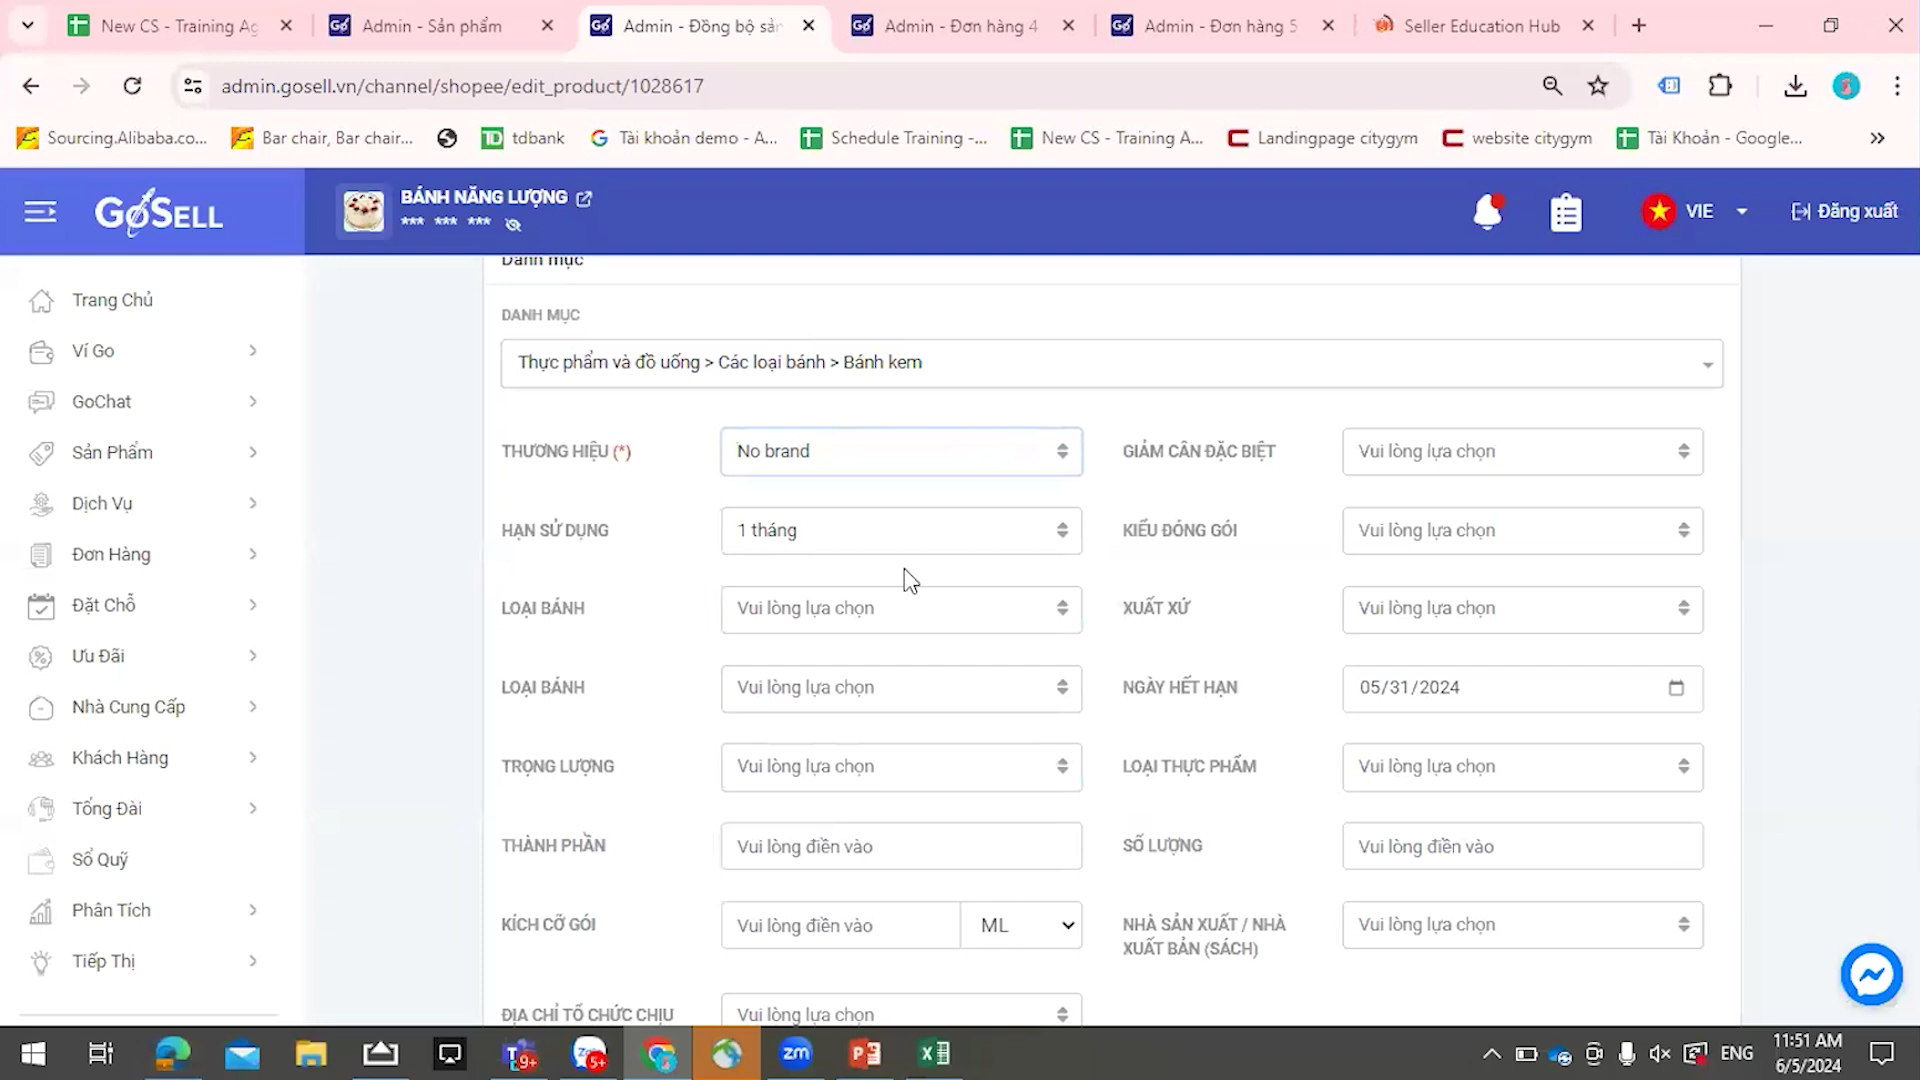 New CS - Training Ag
Admin - Sản phẩm
Admin - Đồng bộ sản
Admin - Đơn hàng 4
Admin - Đơn hàng 5
Seller Education Hub
admin.gosell.vn/channel/shopee/edit_product/1028617
Sourcing.Alibaba.co...
Bar chair, Bar chair...
tdbank
Tài khoản demo - A...
Schedule Training -...
New CS - Training A...
Landingpage citygym
website citygym
Tài Khoản - Google...
GoSELL
BÁNH NĂNG LƯỢNG
*** *** ***
VIE
Đăng xuất
Trang Chủ
Ví Go
GoChat
Sản Phẩm
Dịch Vụ
Đơn Hàng
Đặt Chỗ
Ưu Đãi
Nhà Cung Cấp
Khách Hàng
Tổng Đài
Sổ Quỹ
Phân Tích
Tiếp Thị
Danh mục
DANH MỤC
Thực phẩm và đồ uống > Các loại bánh > Bánh kem
THƯƠNG HIỆU (*)
No brand
GIẢM CÂN ĐẶC BIỆT
Vui lòng lựa chọn
HẠN SỬ DỤNG
1 tháng
KIỂU ĐÓNG GÓI
Vui lòng lựa chọn
LOẠI BÁNH
Vui lòng lựa chọn
XUẤT XỨ
Vui lòng lựa chọn
LOẠI BÁNH
Vui lòng lựa chọn
NGÀY HẾT HẠN
05/31/2024
TRỌNG LƯỢNG
Vui lòng lựa chọn
LOẠI THỰC PHẨM
Vui lòng lựa chọn
THÀNH PHẦN
Vui lòng điền vào
SỐ LƯỢNG
Vui lòng điền vào
KÍCH CỠ GÓI
Vui lòng điền vào
ML
NHÀ SẢN XUẤT / NHÀ
XUẤT BẢN (SÁCH)
Vui lòng lựa chọn
ĐỊA CHỈ TỔ CHỨC CHỊU
Vui lòng lựa chọn
9+
5+
zm
ENG
11:51 AM
6/5/2024